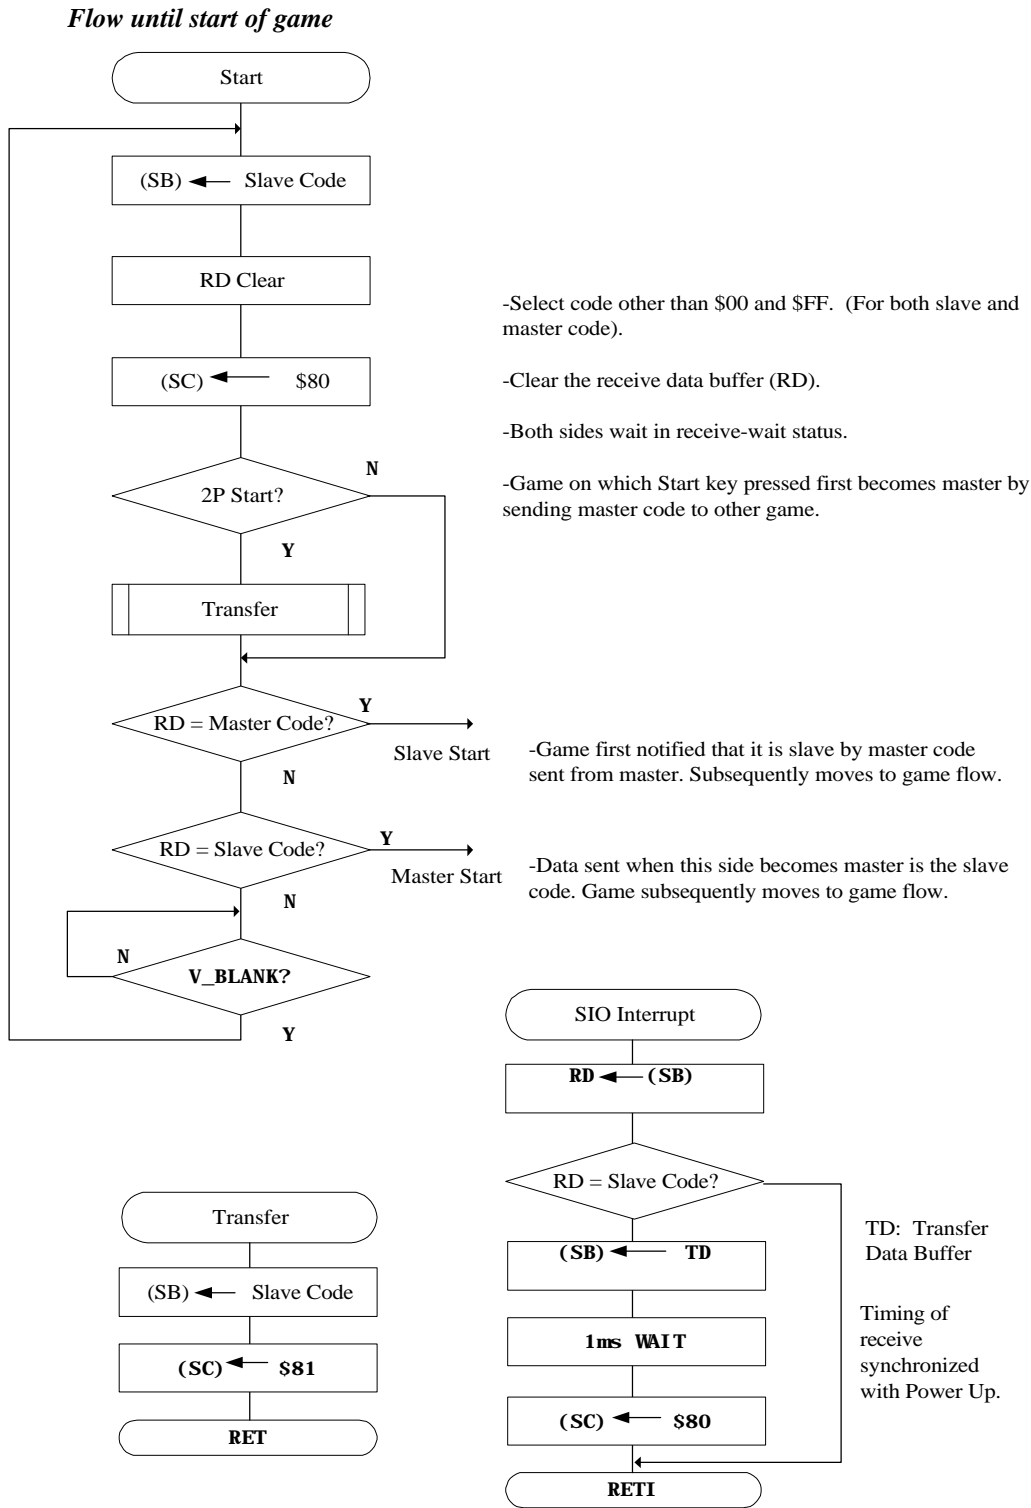 Flow until start of game
Start
(SB) Slave Code
RD Clear
(SC) $80
-Select code other than $00 and $FF. (For both slave and
master code).
-Clear the receive data buffer (RD).
-Both sides wait in receive-wait status.
-Game on which Start key pressed first becomes master by
sending master code to other game.
N
2P Start?
Y
Transfer
Y
RD = Master Code?
Slave Start
N
-Game first notified that it is slave by master code
sent from master. Subsequently moves to game flow.
Y
RD = Slave Code?
Master Start
N
-Data sent when this side becomes master is the slave
code. Game subsequently moves to game flow.
N
V_BLANK?
Y
SIO Interrupt
RD (SB)
RD = Slave Code?
(SB) TD
1ms WAIT
(SC) $80
RETI
TD: Transfer
Data Buffer
Timing of
receive
synchronized
with Power Up.
Transfer
(SB) Slave Code
(SC) $81
RET